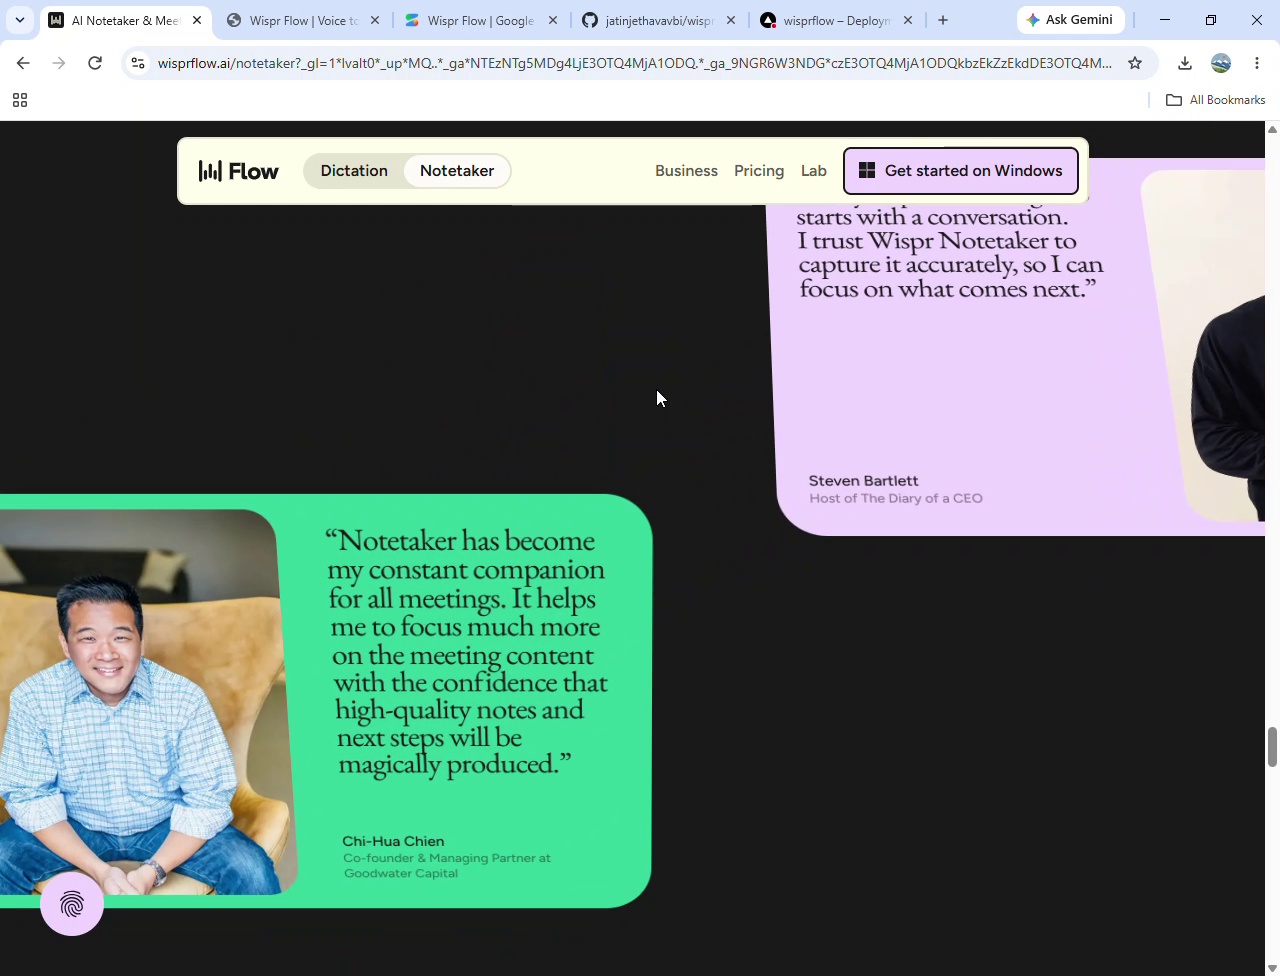 AI Notetaker & Mee
Wispr Flow | Voice to
Wispr Flow | Google
jatinjethavavbi/wispr
wisprflow – Deploym
Ask Gemini
wisprflow.ai/notetaker?_gl=1*lvalt0*_up*MQ..*_ga*NTEzNTg5MDg4LjE3OTQ4MjA1ODQ.*_ga_9NGR6W3NDG*czE3OTQ4MjA1ODQkbzEkZzEkdDE3OTQ4M...
All Bookmarks
Flow
Dictation
Notetaker
Business
Pricing
Lab
Get started on Windows
starts with a conversation.
I trust Wispr Notetaker to
capture it accurately, so I can
focus on what comes next.”
Steven Bartlett
Host of The Diary of a CEO
“Notetaker has become
my constant companion
for all meetings. It helps
me to focus much more
on the meeting content
with the confidence that
high-quality notes and
next steps will be
magically produced.”
Chi-Hua Chien
Co-founder & Managing Partner at
Goodwater Capital